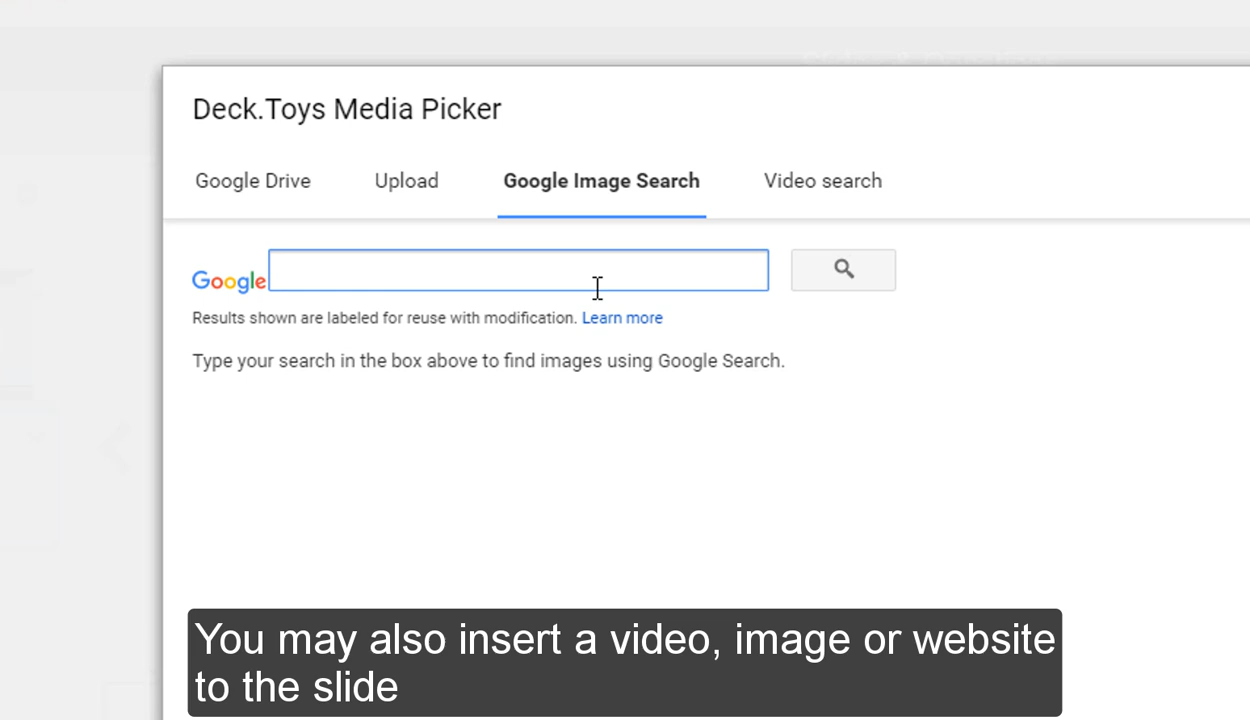 Deck.Toys Media Picker
Google Drive Upload Google Image Search Video search
Google
Results shown are labeled for reuse with modification. Learn more
Type your search in the box above to find images using Google Search.
You may also insert a video, image or website
to the slide